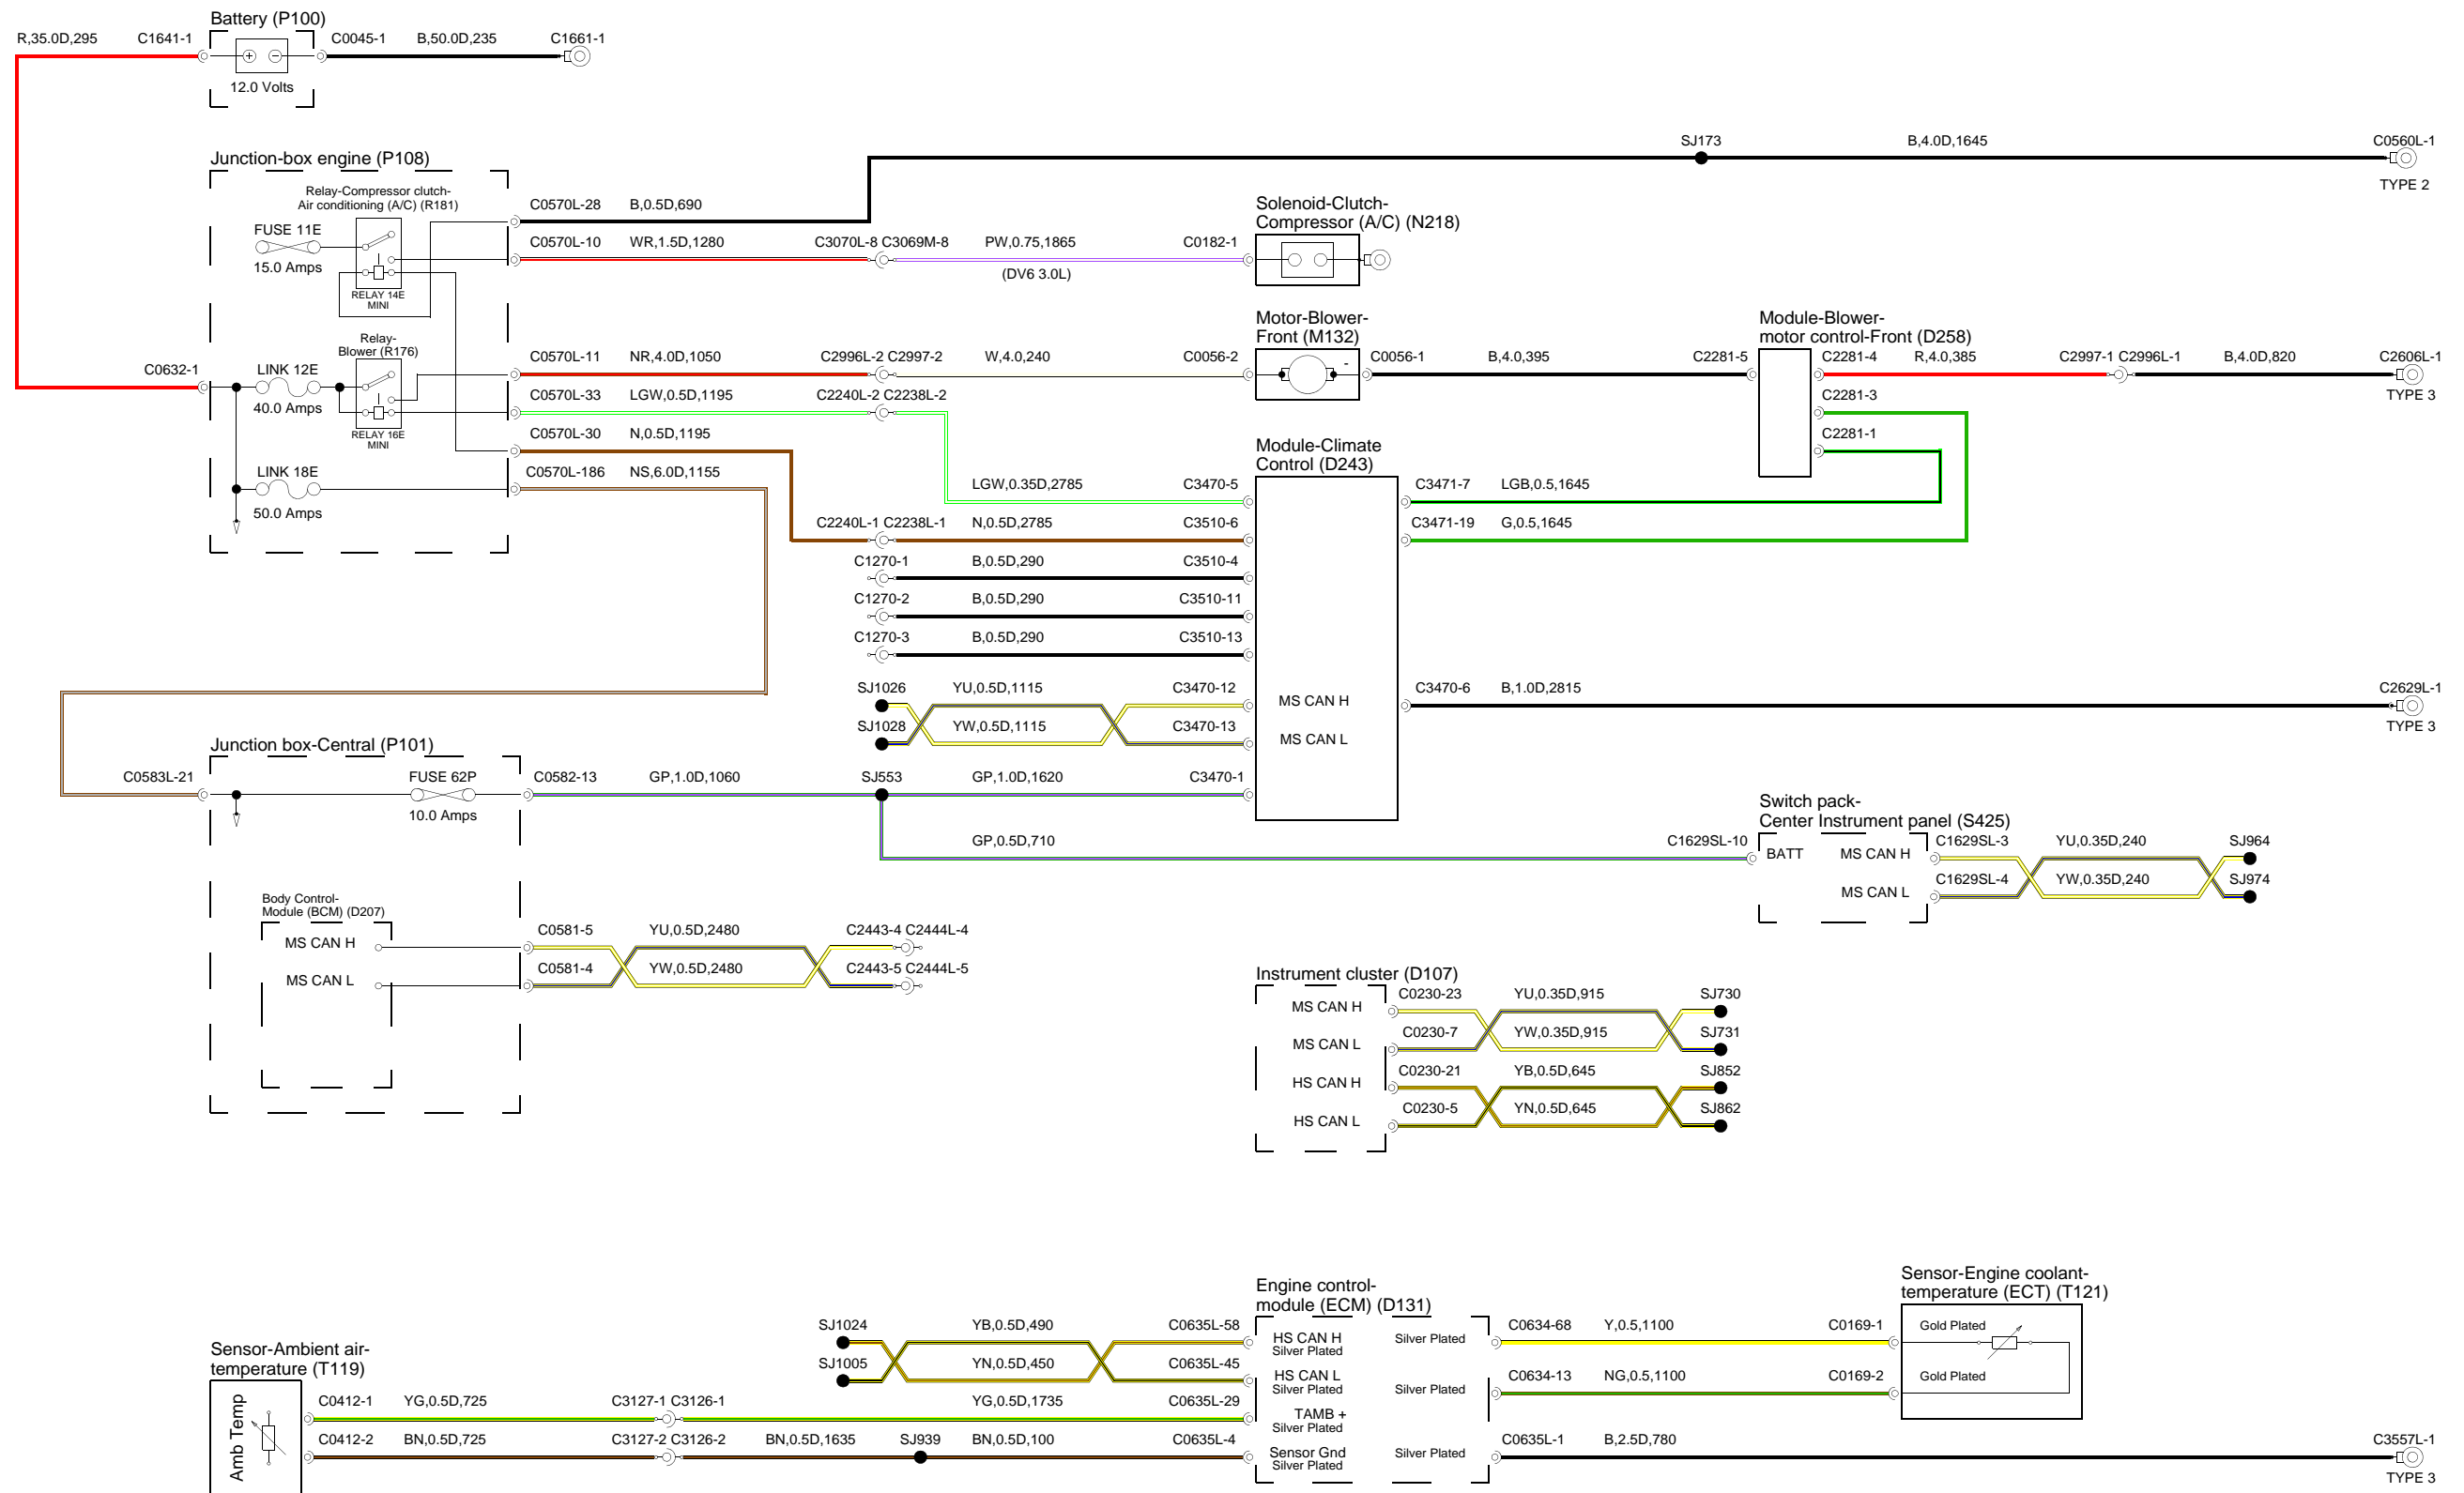 Battery (P100)
R,35.0D,295
C1641-1
C0045-1
B,50.0D,235
C1661-1
12.0 Volts
SJ173
B,4.0D,1645
C0560L-1
TYPE 2
Junction-box engine (P108)
Relay-Compressor clutch-
Air conditioning (A/C) (R181)
FUSE 11E
15.0 Amps
RELAY 14E
MINI
C0570L-28
B,0.5D,690
C0570L-10
WR,1.5D,1280
C3070L-8 C3069M-8
PW,0.75,1865
(DV6 3.0L)
C0182-1
Solenoid-Clutch-
Compressor (A/C) (N218)
Relay-
Blower (R176)
C0632-1
LINK 12E
40.0 Amps
RELAY 16E
MINI
LINK 18E
50.0 Amps
C0570L-11
NR,4.0D,1050
C2996L-2 C2997-2
W,4.0,240
C0056-2
Motor-Blower-
Front (M132)
-
C0056-1
B,4.0,395
C2281-5
Module-Blower-
motor control-Front (D258)
C2281-4
R,4.0,385
C2997-1 C2996L-1
B,4.0D,820
C2606L-1
TYPE 3
C2281-3
C2281-1
C0570L-33
LGW,0.5D,1195
C2240L-2 C2238L-2
C0570L-30
N,0.5D,1195
C0570L-186
NS,6.0D,1155
Module-Climate
Control (D243)
LGW,0.35D,2785
C3470-5
C3471-7
LGB,0.5,1645
C2240L-1 C2238L-1
N,0.5D,2785
C3510-6
C3471-19
G,0.5,1645
C1270-1
B,0.5D,290
C3510-4
C1270-2
B,0.5D,290
C3510-11
C1270-3
B,0.5D,290
C3510-13
SJ1026
YU,0.5D,1115
C3470-12
MS CAN H
SJ1028
YW,0.5D,1115
C3470-13
MS CAN L
C3470-6
B,1.0D,2815
C2629L-1
TYPE 3
Junction box-Central (P101)
C0583L-21
FUSE 62P
10.0 Amps
C0582-13
GP,1.0D,1060
SJ553
GP,1.0D,1620
C3470-1
GP,0.5D,710
C1629SL-10
Switch pack-
Center Instrument panel (S425)
BATT
MS CAN H
MS CAN L
C1629SL-3
YU,0.35D,240
SJ964
C1629SL-4
YW,0.35D,240
SJ974
Body Control-
Module (BCM) (D207)
MS CAN H
MS CAN L
C0581-5
YU,0.5D,2480
C2443-4 C2444L-4
C0581-4
YW,0.5D,2480
C2443-5 C2444L-5
Instrument cluster (D107)
MS CAN H
C0230-23
YU,0.35D,915
SJ730
MS CAN L
C0230-7
YW,0.35D,915
SJ731
HS CAN H
C0230-21
YB,0.5D,645
SJ852
HS CAN L
C0230-5
YN,0.5D,645
SJ862
Engine control-
module (ECM) (D131)
SJ1024
YB,0.5D,490
C0635L-58
HS CAN H
Silver Plated
SJ1005
YN,0.5D,450
C0635L-45
HS CAN L
Silver Plated
C0635L-29
TAMB +
Silver Plated
C0635L-4
Sensor Gnd
Silver Plated
Silver Plated
C0634-68
Y,0.5,1100
C0169-1
Silver Plated
C0634-13
NG,0.5,1100
C0169-2
Silver Plated
C0635L-1
B,2.5D,780
C3557L-1
TYPE 3
Sensor-Engine coolant-
temperature (ECT) (T121)
Gold Plated
Gold Plated
Sensor-Ambient air-
temperature (T119)
Amb Temp
C0412-1
YG,0.5D,725
C3127-1 C3126-1
YG,0.5D,1735
C0412-2
BN,0.5D,725
C3127-2 C3126-2
BN,0.5D,1635
SJ939
BN,0.5D,100